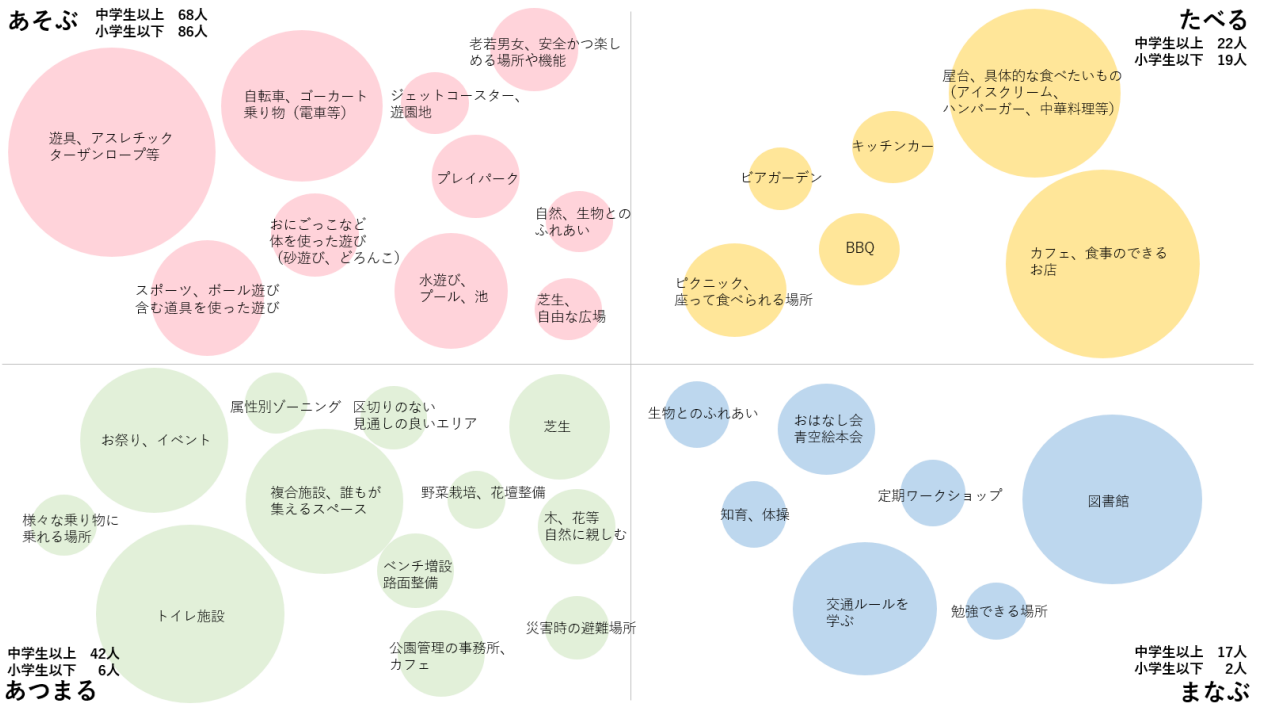 あそぶ
中学生以上　68人
小学生以下　86人
老若男女、安全かつ楽し
める場所や機能
自転車、ゴーカート
乗り物（電車等）
ジェットコースター、
遊園地
遊具、アスレチック
ターザンロープ等
プレイパーク
自然、生物との
ふれあい
おにごっこなど
体を使った遊び
（砂遊び、どろんこ）
水遊び、
プール、池
スポーツ、ボール遊び
含む道具を使った遊び
芝生、
自由な広場
たべる
中学生以上　22人
小学生以下　19人
屋台、具体的な食べたいもの
（アイスクリーム、
ハンバーガー、中華料理等）
キッチンカー
ビアガーデン
BBQ
カフェ、食事のできる
お店
ピクニック、
座って食べられる場所
属性別ゾーニング
区切りのない
見通しの良いエリア
お祭り、イベント
芝生
複合施設、誰もが
集えるスペース
野菜栽培、花壇整備
様々な乗り物に
乗れる場所
木、花等
自然に親しむ
ベンチ増設
路面整備
トイレ施設
災害時の避難場所
公園管理の事務所、
カフェ
中学生以上　42人
小学生以下　6人
あつまる
生物とのふれあい
おはなし会
青空絵本会
定期ワークショップ
図書館
知育、体操
交通ルールを
学ぶ
勉強できる場所
中学生以上　17人
小学生以下　2人
まなぶ